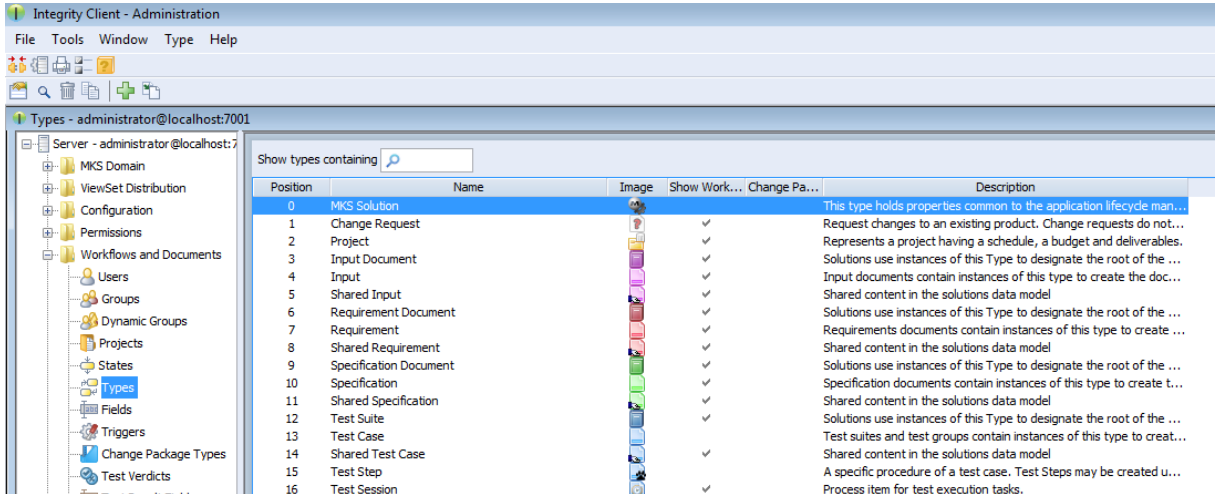 Integrity Client - Administration
File Tools Window Type Help
Types - administrator@localhost:7001
Server - administrator@localhost:7
MKS Domain
ViewSet Distribution
Configuration
Permissions
Workflows and Documents
Users
Groups
Dynamic Groups
Projects
States
Types
Fields
Triggers
Change Package Types
Test Verdicts
Show types containing
Position Name Image Show Work... Change Pa... Description
0 MKS Solution This type holds properties common to the application lifecycle man...
1 Change Request Request changes to an existing product. Change requests do not...
2 Project Represents a project having a schedule, a budget and deliverables.
3 Input Document Solutions use instances of this Type to designate the root of the ...
4 Input Input documents contain instances of this type to create the doc...
5 Shared Input Shared content in the solutions data model
6 Requirement Document Solutions use instances of this Type to designate the root of the ...
7 Requirement Requirements documents contain instances of this type to create ...
8 Shared Requirement Shared content in the solutions data model
9 Specification Document Solutions use instances of this Type to designate the root of the ...
10 Specification Specification documents contain instances of this type to create t...
11 Shared Specification Shared content in the solutions data model
12 Test Suite Solutions use instances of this Type to designate the root of the ...
13 Test Case Test suites and test groups contain instances of this type to creat...
14 Shared Test Case Shared content in the solutions data model
15 Test Step A specific procedure of a test case. Test Steps may be created u...
16 Test Session Process item for test execution tasks.